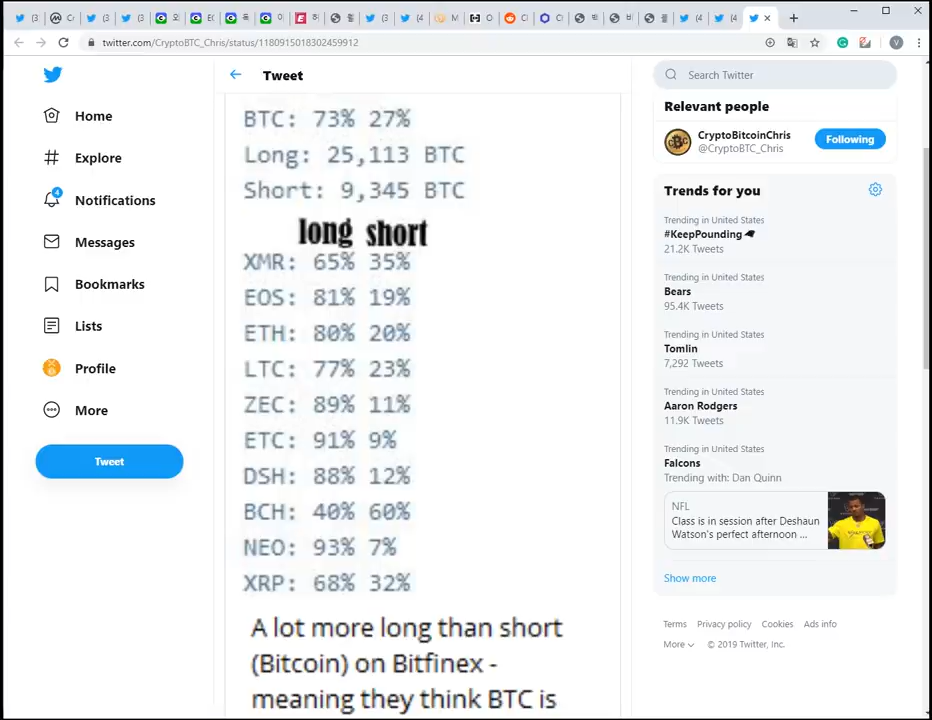 twitter.com/CryptoBTC_Chris/status/1180915018302459912
Home
Explore
4
Notifications
Messages
Bookmarks
Lists
Profile
More
Tweet
Tweet
BTC: 73% 27%
Long: 25,113 BTC
Short: 9,345 BTC
long short
XMR: 65% 35%
EOS: 81% 19%
ETH: 80% 20%
LTC: 77% 23%
ZEC: 89% 11%
ETC: 91% 9%
DSH: 88% 12%
BCH: 40% 60%
NEO: 93% 7%
XRP: 68% 32%
A lot more long than short
(Bitcoin) on Bitfinex -
meaning they think BTC is
Search Twitter
Relevant people
CryptoBitcoinChris
@CryptoBTC_Chris
Following
Trends for you
Trending in United States
#KeepPounding
21.2K Tweets
Trending in United States
Bears
95.4K Tweets
Trending in United States
Tomlin
7,292 Tweets
Trending in United States
Aaron Rodgers
11.9K Tweets
Trending in United States
Falcons
Trending with: Dan Quinn
NFL
Class is in session after Deshaun
Watson's perfect afternoon ...
Show more
Terms Privacy policy Cookies Ads info
More © 2019 Twitter, Inc.